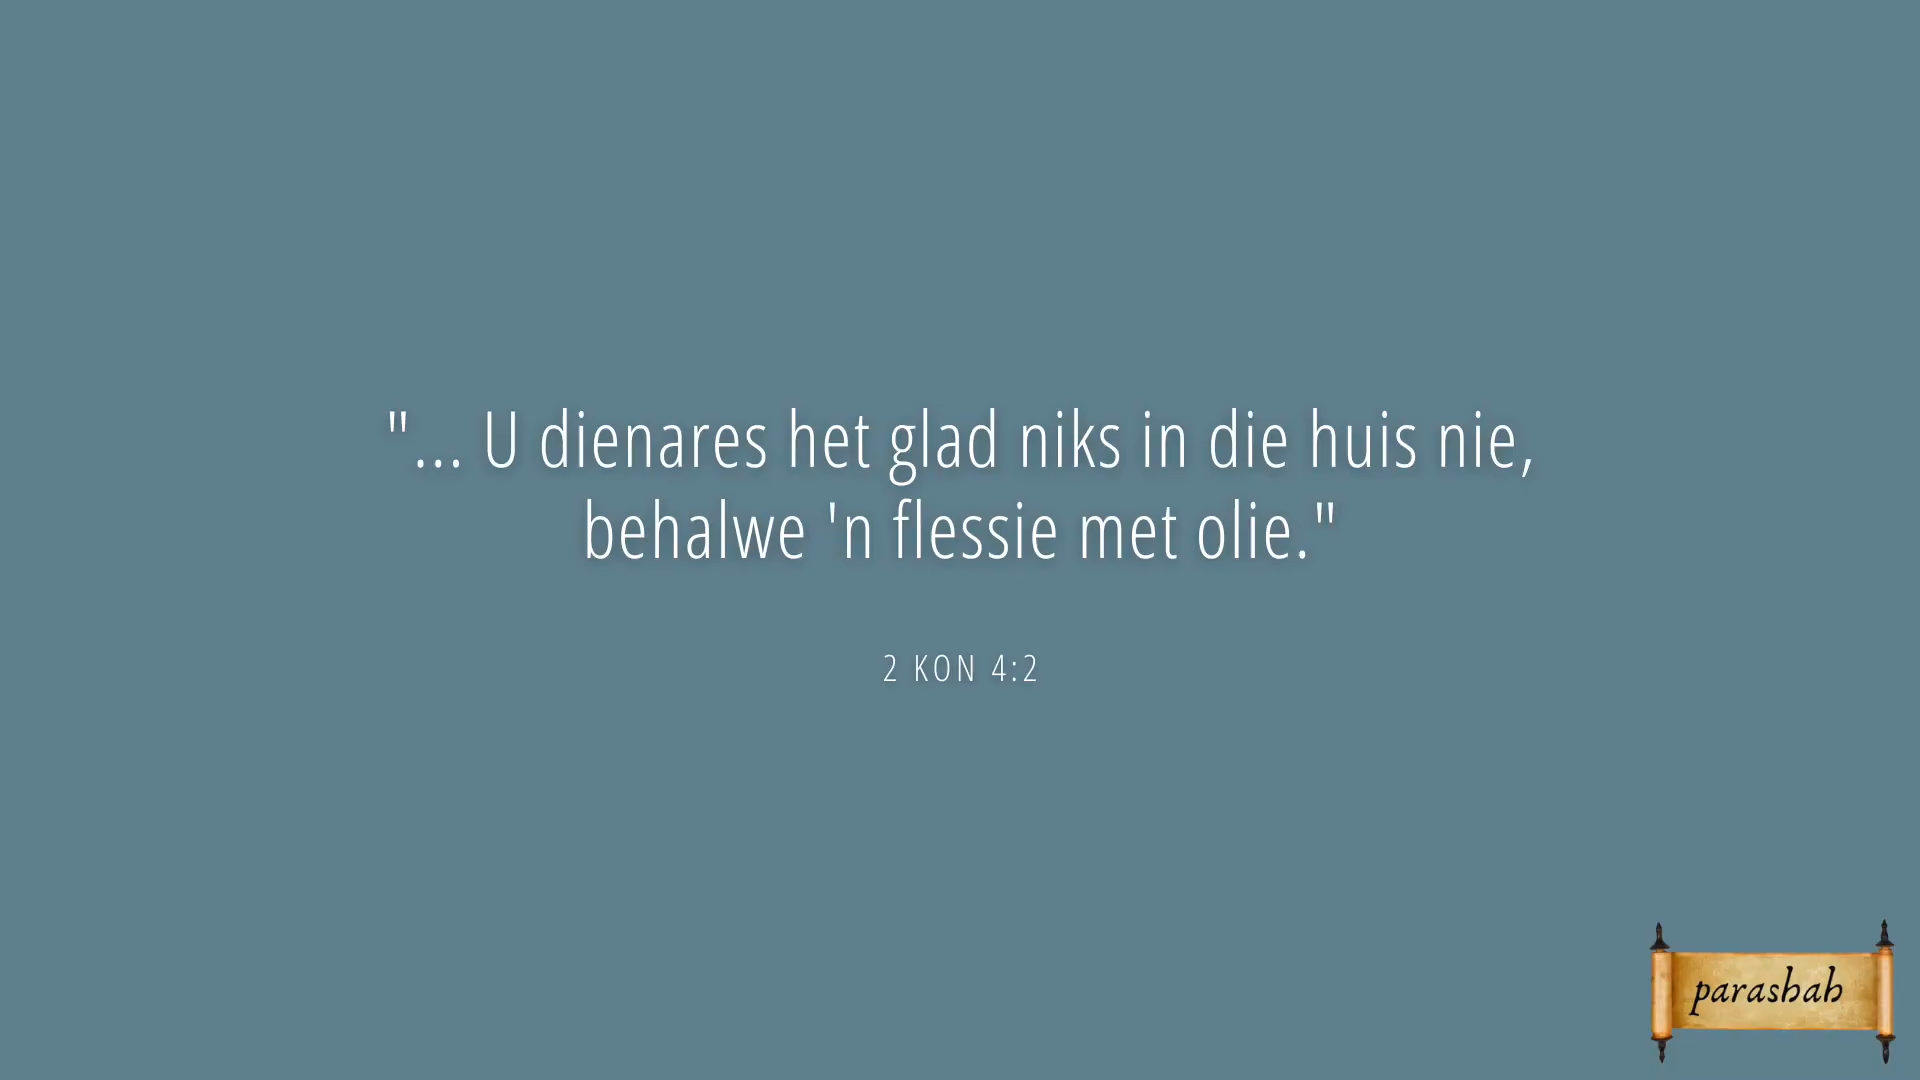 "... U dienares het glad niks in die huis nie,
behalwe 'n flessie met olie."
2 KON 4:2
parashah